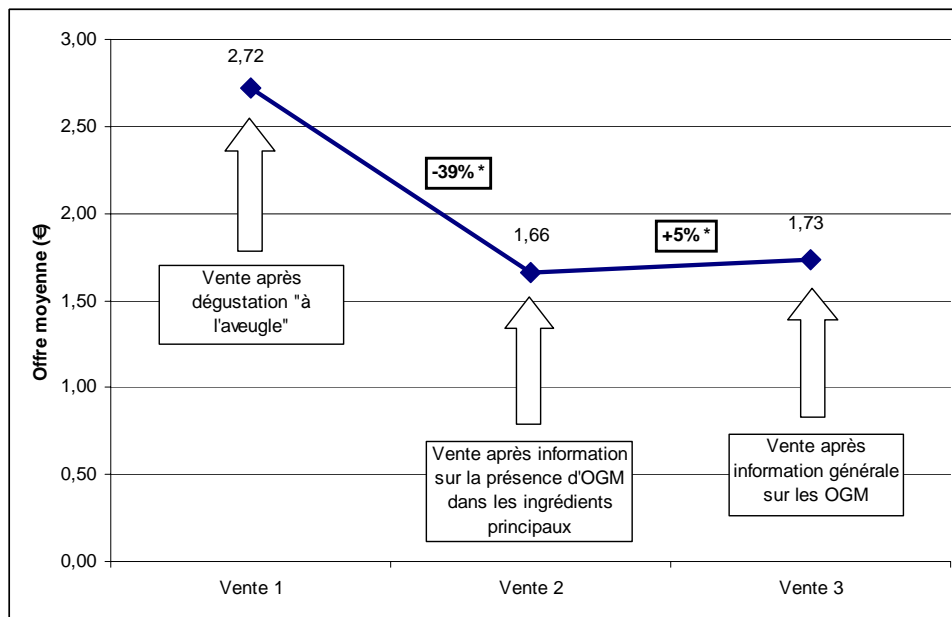 3,00
2,50
2,00
1,50
1,00
0,50
0,00
Offre moyenne (€)
2,72
-39% *
1,66
+5% *
1,73
Vente après
dégustation "à
l'aveugle"
Vente après information
sur la présence d'OGM
dans les ingrédients
principaux
Vente après
information générale
sur les OGM
Vente 1
Vente 2
Vente 3